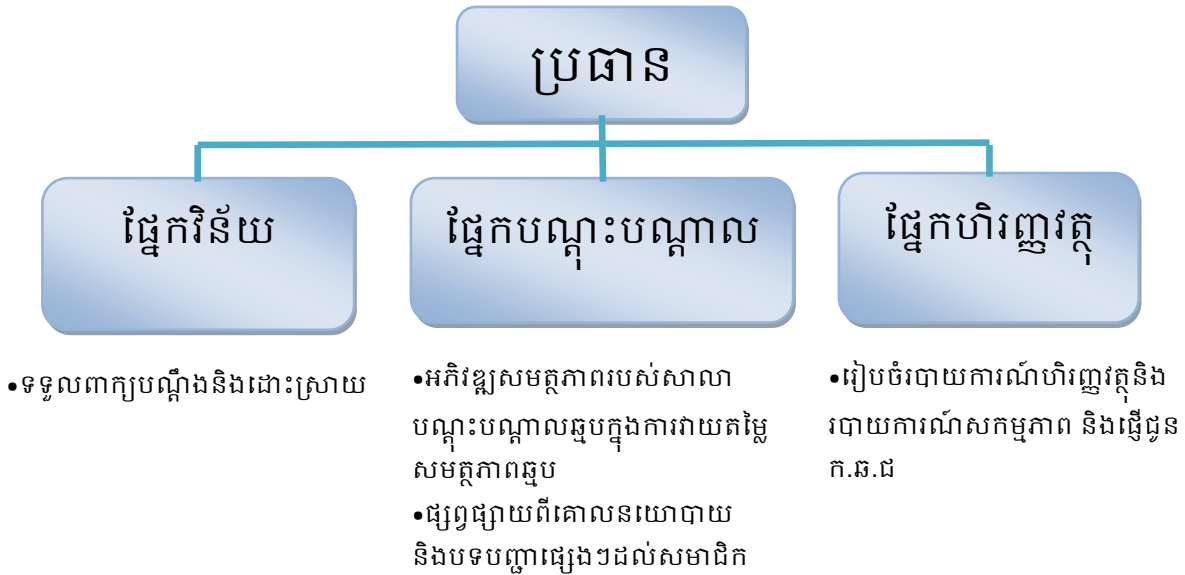 ប្រធាន
ផ្នែកវិន័យ
ផ្នែកបណ្តុះបណ្តាល
ផ្នែកហិរញ្ញវត្ថុ
•ទទួលពាក្យបណ្តឹងនិងដោះស្រាយ
•អភិវឌ្ឍសមត្ថភាពរបស់សាលា
បណ្តុះបណ្តាលឆ្មបក្នុងការវាយតម្លៃ
សមត្ថភាពឆ្មប
•ផ្សព្វផ្សាយពីគោលនយោបាយ
និងបទបញ្ជាផ្សេងៗដល់សមាជិក
•រៀបចំរបាយការណ៍ហិរញ្ញវត្ថុនិង
របាយការណ៍សកម្មភាព និងផ្ញើជូន
ក.ឆ.ជ